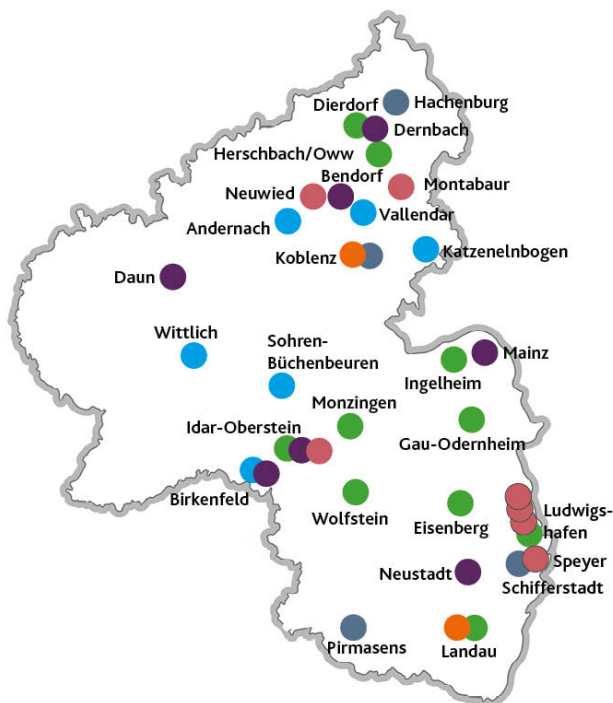 Hachenburg
Dierdorf
Dernbach
Herschbach/Oww
Bendorf
Montabaur
Neuwied
Vallendar
Andernach
Katzenelnbogen
Koblenz
Daun
Wittlich
Sohren-
Büchenbeuren
Mainz
Ingelheim
Monzingen
Idar-Oberstein
Gau-Odernheim
Birkenfeld
Wolfstein
Eisenberg
Ludwigs-
hafen
Speyer
Neustadt
Schifferstadt
Pirmasens
Landau